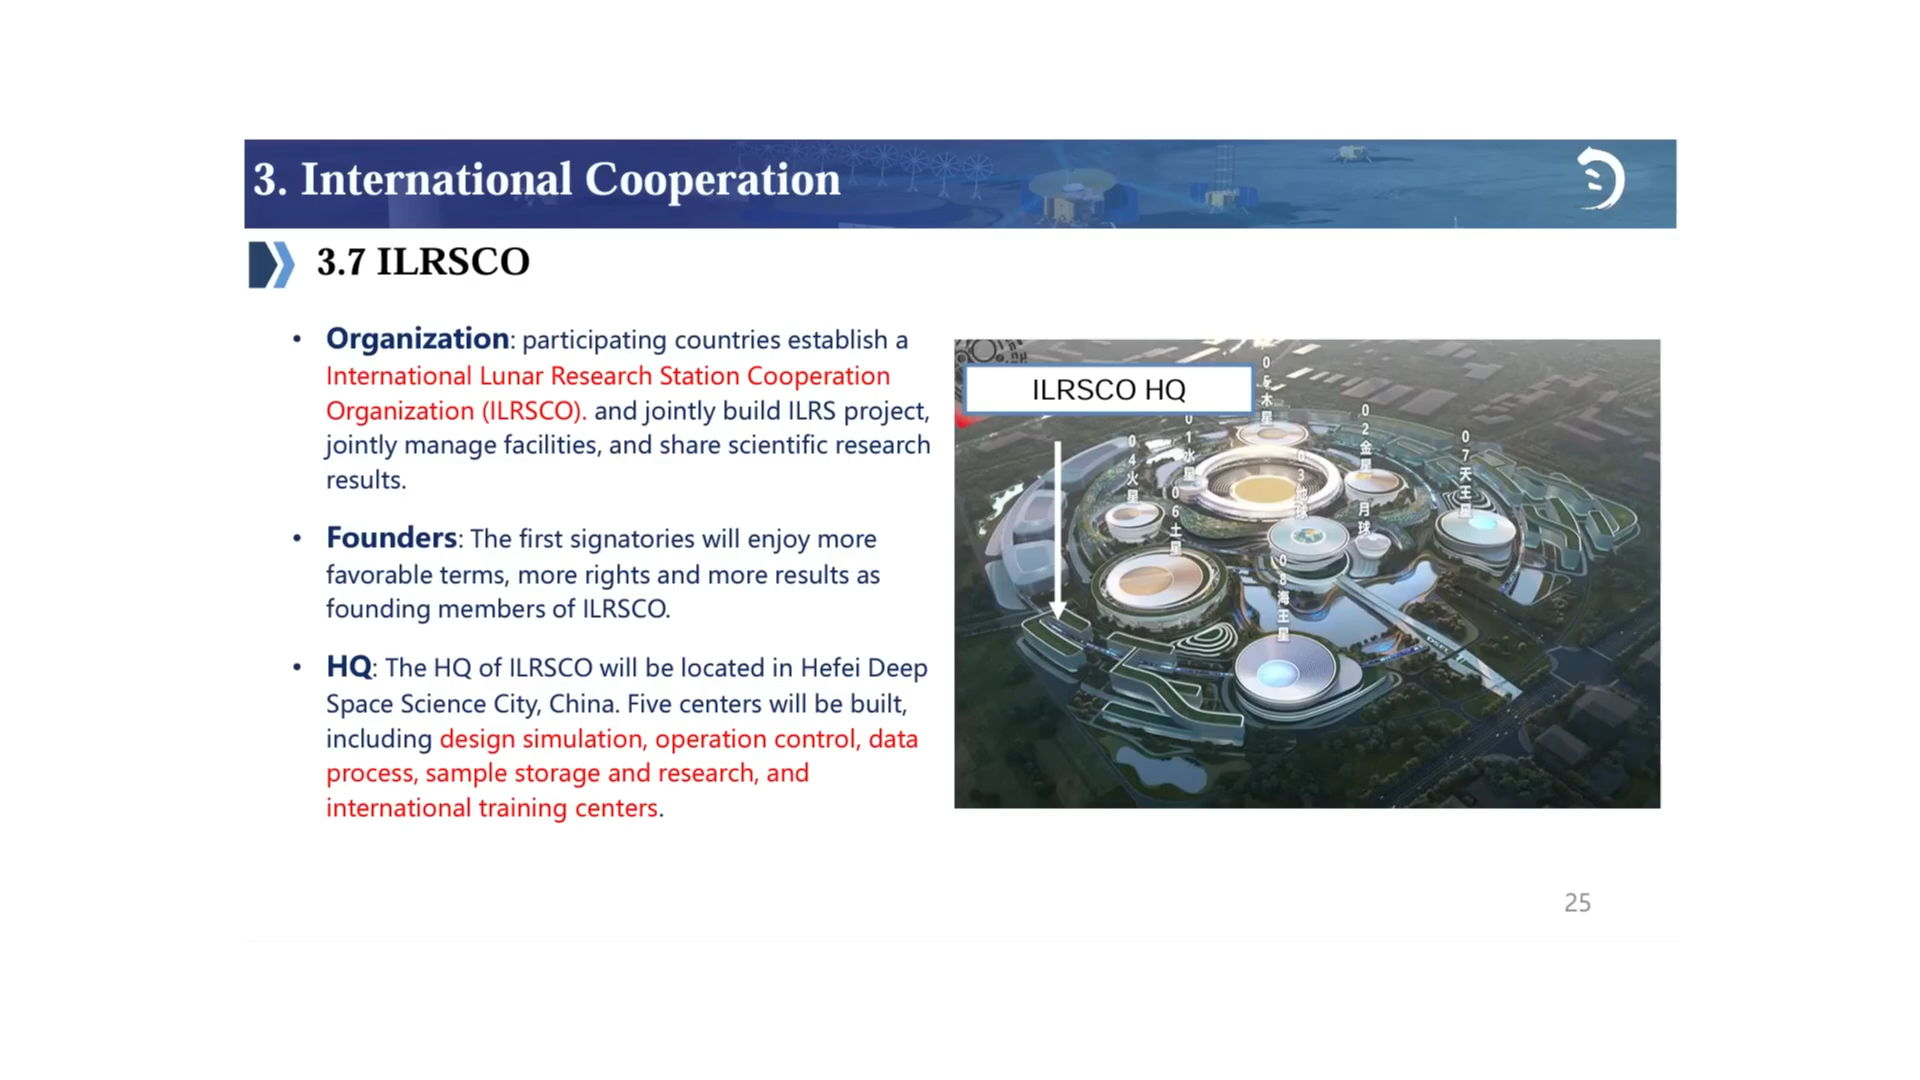 3. International Cooperation
3.7 ILRSCO
• Organization: participating countries establish a
International Lunar Research Station Cooperation
Organization (ILRSCO). and jointly build ILRS project,
jointly manage facilities, and share scientific research
results.
• Founders: The first signatories will enjoy more
favorable terms, more rights and more results as
founding members of ILRSCO.
• HQ: The HQ of ILRSCO will be located in Hefei Deep
Space Science City, China. Five centers will be built,
including design simulation, operation control, data
process, sample storage and research, and
international training centers.
ILRSCO HQ
05木星
01水星
02金星
04火星
03地球
07天王星
06土星
月球
08海王星
25